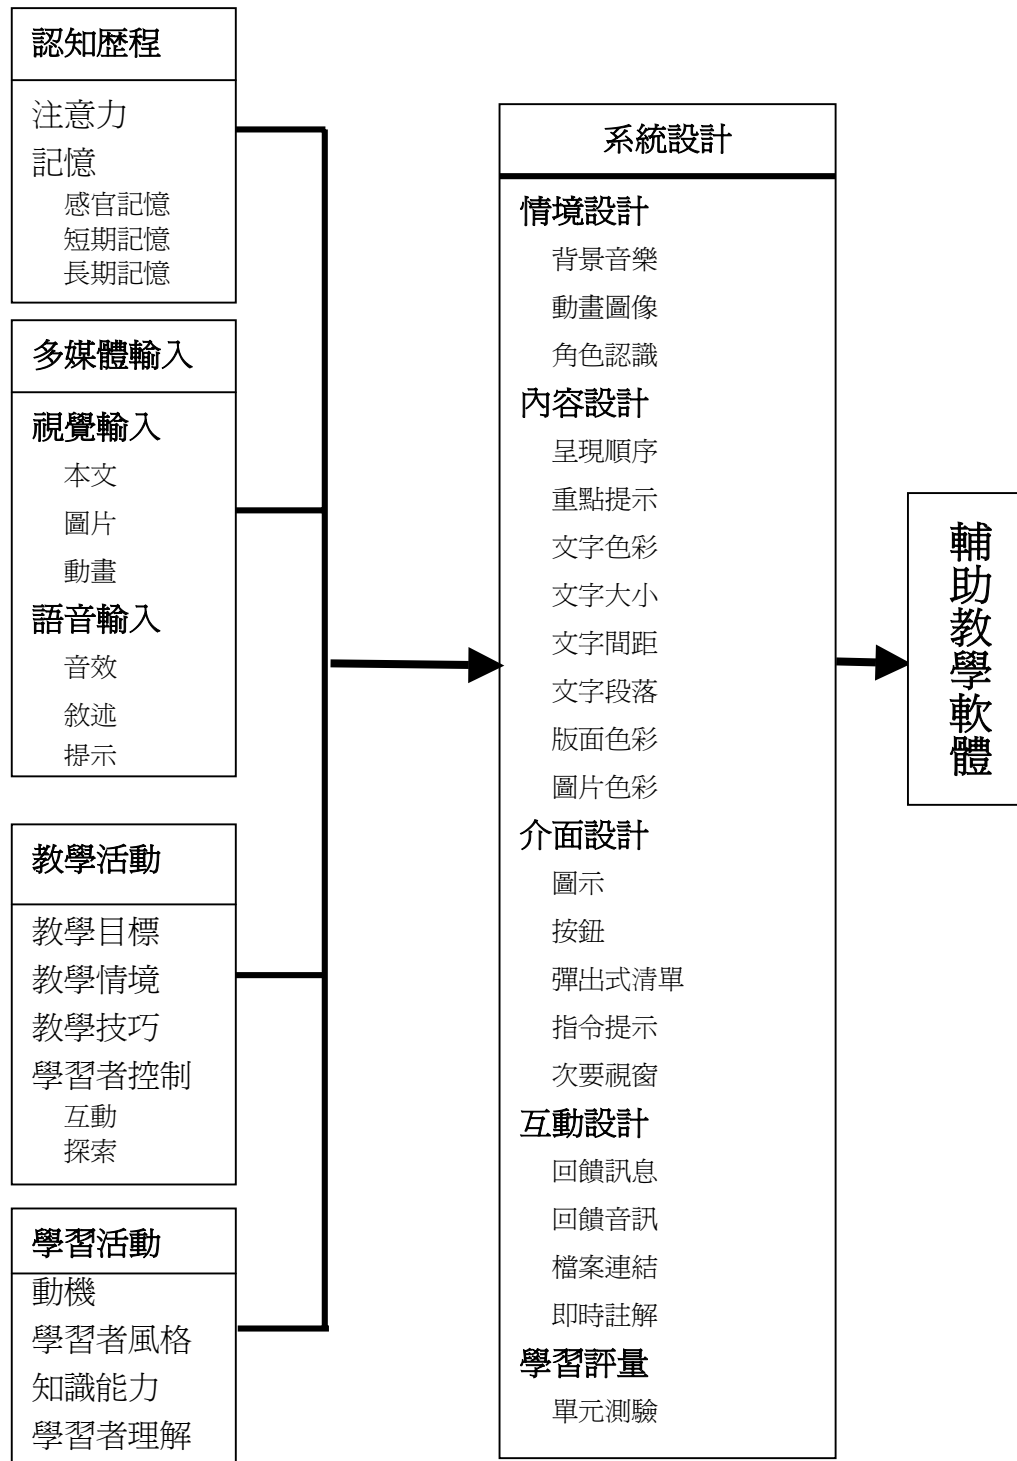 認知歷程
注意力
記憶
感官記憶
短期記憶
長期記憶
多媒體輸入
視覺輸入
本文
圖片
動畫
語音輸入
音效
敘述
提示
教學活動
教學目標
教學情境
教學技巧
學習者控制
互動
探索
學習活動
動機
學習者風格
知識能力
學習者理解
系統設計
情境設計
背景音樂
動畫圖像
角色認識
內容設計
呈現順序
重點提示
文字色彩
文字大小
文字間距
文字段落
版面色彩
圖片色彩
介面設計
圖示
按鈕
彈出式清單
指令提示
次要視窗
互動設計
回饋訊息
回饋音訊
檔案連結
即時註解
學習評量
單元測驗
輔助教學軟體